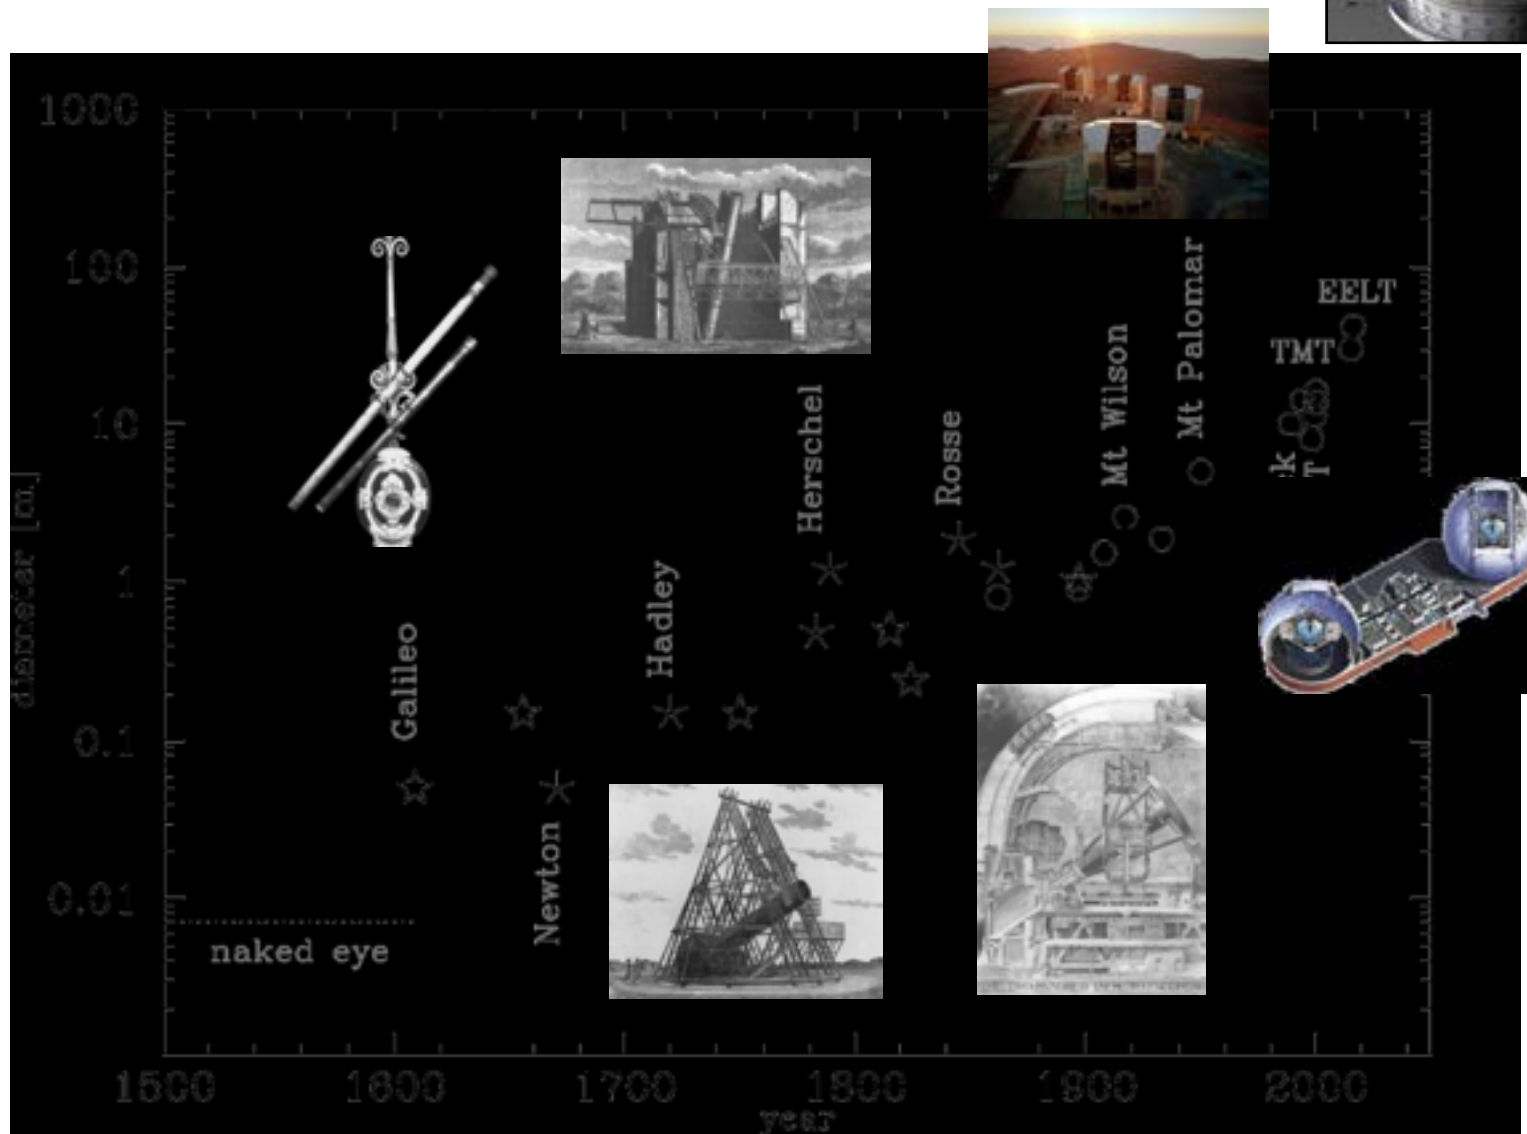 1000
100
10
1
0.1
0.01
diameter [m]
Galileo
Newton
Hadley
Herschel
Rosse
Mt Wilson
Mt Palomar
EELT
TMT
k
T
naked eye
1500 1600 1700 1800 1900 2000
year